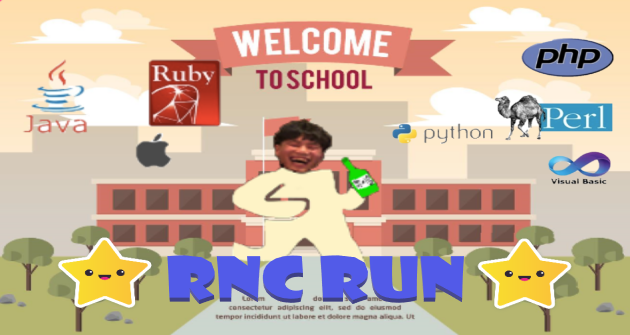 WELCOME
TO SCHOOL
php
Ruby
Java
Perl
python
Visual Basic
RNC RUN
Lorem
consectetur adipiscing elit, sed do eiusmod
tempor incididunt ut labore et dolore magna aliqua. Ut